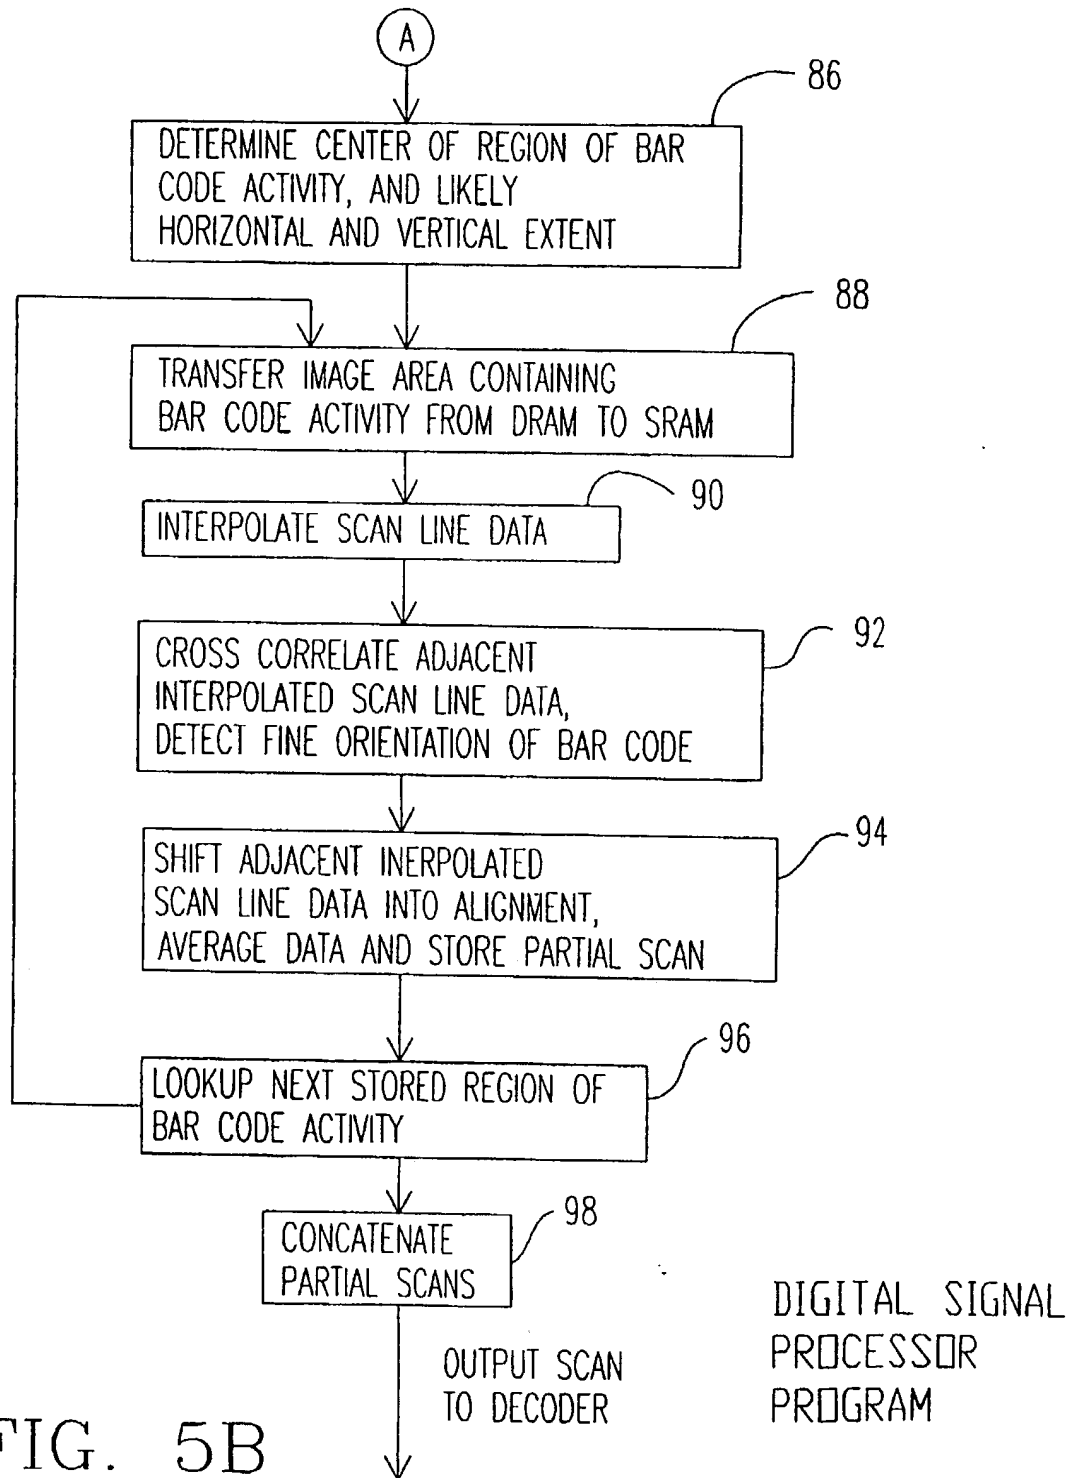 A
86
DETERMINE CENTER OF REGION OF BAR
CODE ACTIVITY, AND LIKELY
HORIZONTAL AND VERTICAL EXTENT
88
TRANSFER IMAGE AREA CONTAINING
BAR CODE ACTIVITY FROM DRAM TO SRAM
90
INTERPOLATE SCAN LINE DATA
92
CROSS CORRELATE ADJACENT
INTERPOLATED SCAN LINE DATA,
DETECT FINE ORIENTATION OF BAR CODE
94
SHIFT ADJACENT INERPOLATED
SCAN LINE DATA INTO ALIGNMENT,
AVERAGE DATA AND STORE PARTIAL SCAN
96
LOOKUP NEXT STORED REGION OF
BAR CODE ACTIVITY
98
CONCATENATE
PARTIAL SCANS
OUTPUT SCAN
TO DECODER
DIGITAL SIGNAL
PROCESSOR
PROGRAM
FIG. 5B